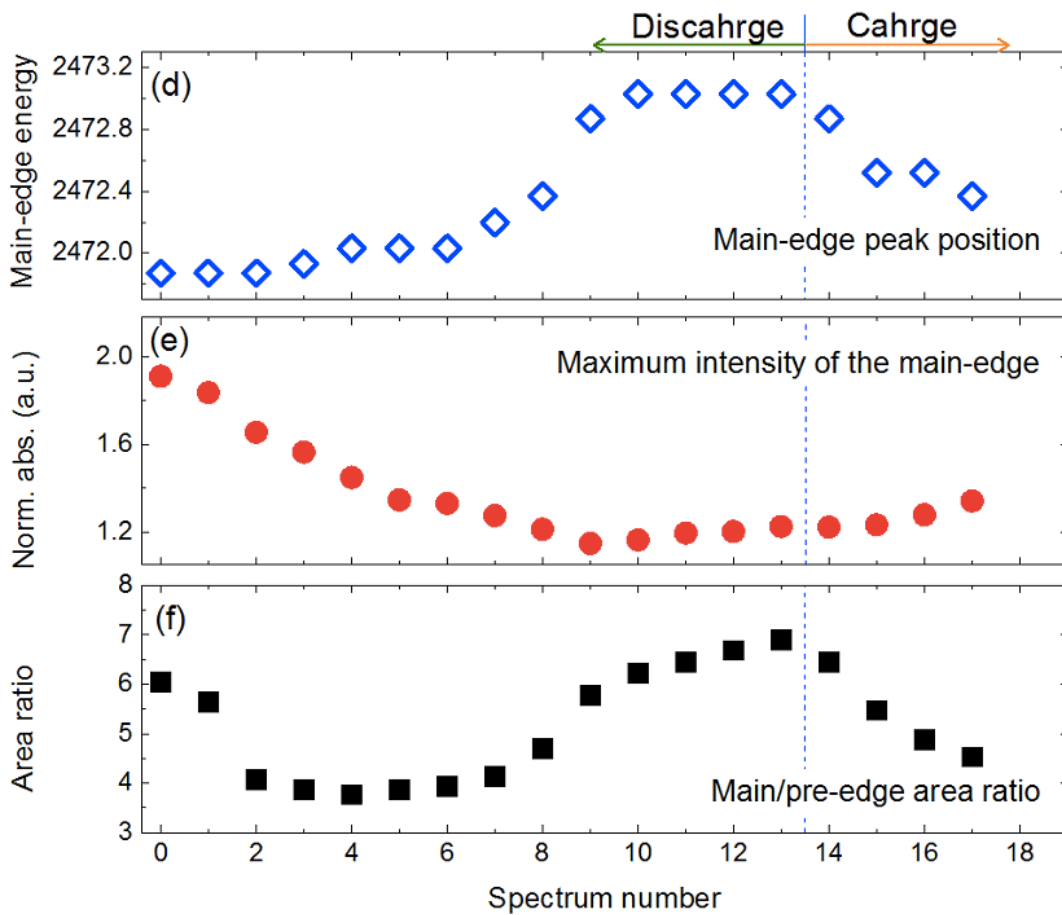 Discahrge Cahrge
(d)
Main-edge energy
2473.2
2472.8
2472.4
2472.0
Main-edge peak position
(e)
Norm. abs. (a.u.)
2.0
1.6
1.2
Maximum intensity of the main-edge
(f)
Area ratio
8
7
6
5
4
3
Main/pre-edge area ratio
0 2 4 6 8 10 12 14 16 18
Spectrum number